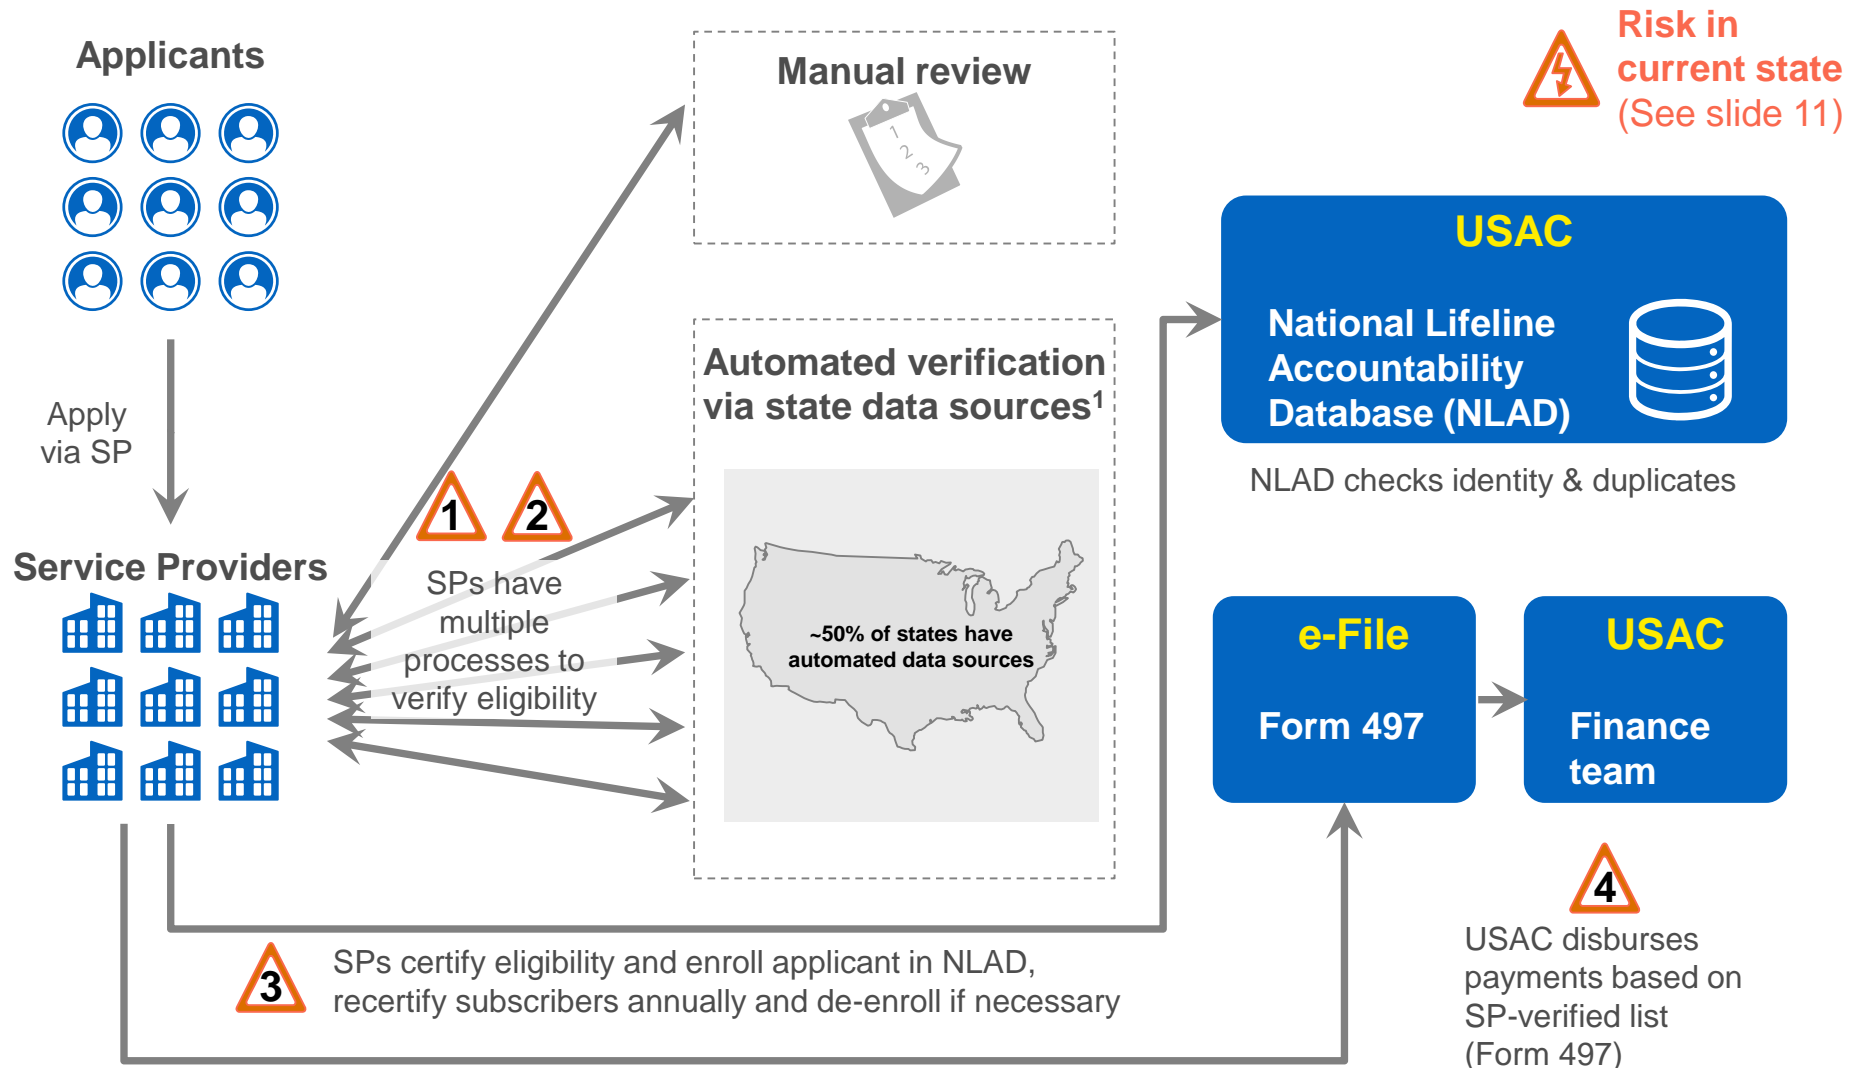 Applicants
Apply
via SP
Service Providers
Manual review
1
2
3
Automated verification
via state data sources¹
~50% of states have
automated data sources
1
2
SPs have
multiple
processes to
verify eligibility
Risk in
current state
(See slide 11)
USAC
National Lifeline
Accountability
Database (NLAD)
NLAD checks identity & duplicates
e-File
Form 497
USAC
Finance
team
3
SPs certify eligibility and enroll applicant in NLAD,
recertify subscribers annually and de-enroll if necessary
4
USAC disburses
payments based on
SP-verified list
(Form 497)